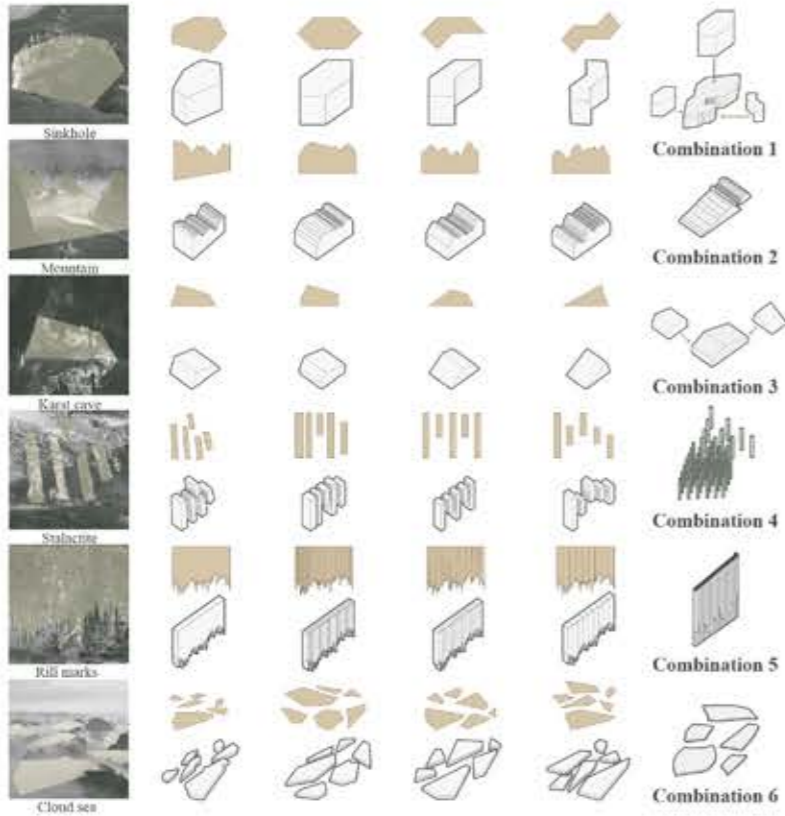 Sinkhole
Combination 1
Mountain
Combination 2
Karst cave
Combination 3
Stalactite
Combination 4
Rill marks
Combination 5
Cloud sea
Combination 6